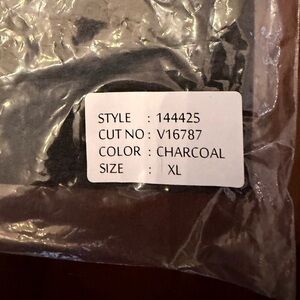 STYLE : 144425
CUT NO : V16787
COLOR : CHARCOAL
SIZE : XL